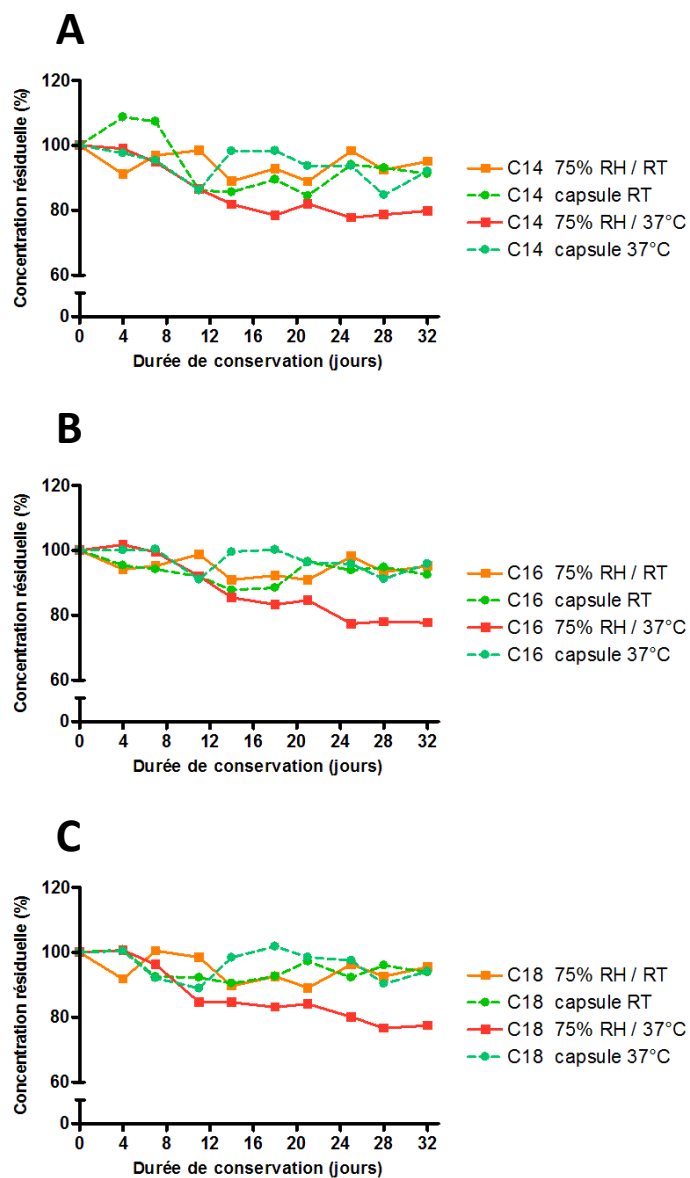 A
120
100
80
60
0
Concentration résiduelle (%)
0 4 8 12 16 20 24 28 32
Durée de conservation (jours)
C14 75% RH / RT
C14 capsule RT
C14 75% RH / 37°C
C14 capsule 37°C
B
120
100
80
60
0
Concentration résiduelle (%)
0 4 8 12 16 20 24 28 32
Durée de conservation (jours)
C16 75% RH / RT
C16 capsule RT
C16 75% RH / 37°C
C16 capsule 37°C
C
120
100
80
60
0
Concentration résiduelle (%)
0 4 8 12 16 20 24 28 32
Durée de conservation (jours)
C18 75% RH / RT
C18 capsule RT
C18 75% RH / 37°C
C18 capsule 37°C